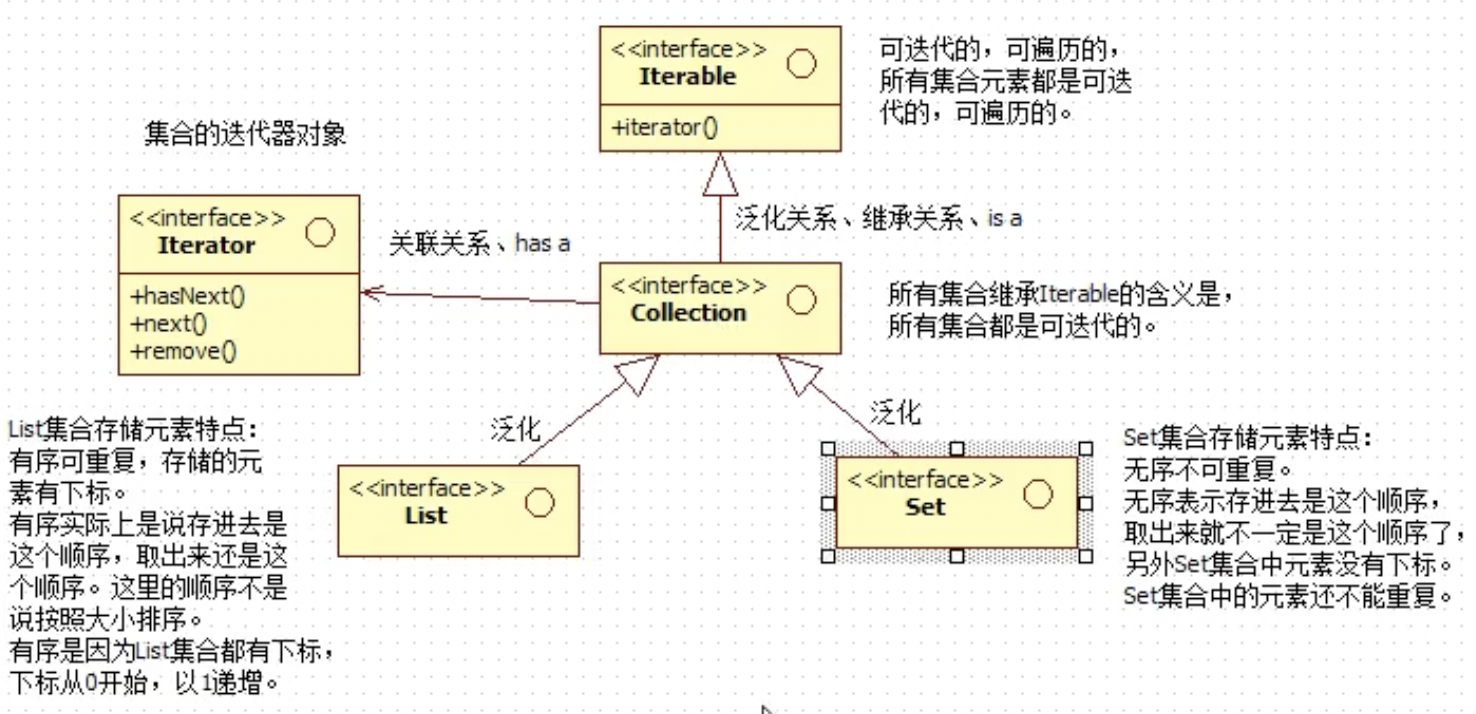 <<interface>>
Iterable
+iterator()
可迭代的，可遍历的，
所有集合元素都是可迭
代的，可遍历的。
集合的迭代器对象
<<interface>>
Iterator
+hasNext()
+next()
+remove()
关联关系、has a
泛化关系、继承关系、is a
<<interface>>
Collection
所有集合继承Iterable的含义是，
所有集合都是可迭代的。
泛化
泛化
List集合存储元素特点：
有序可重复，存储的元
素有下标。
有序实际上是说存进去是
这个顺序，取出来还是这
个顺序。这里的顺序不是
说按照大小排序。
有序是因为List集合都有下标，
下标从0开始，以1递增。
<<interface>>
List
<<interface>>
Set
Set集合存储元素特点：
无序不可重复。
无序表示存进去是这个顺序，
取出来就不一定是这个顺序了，
另外Set集合中元素没有下标。
Set集合中的元素还不能重复。